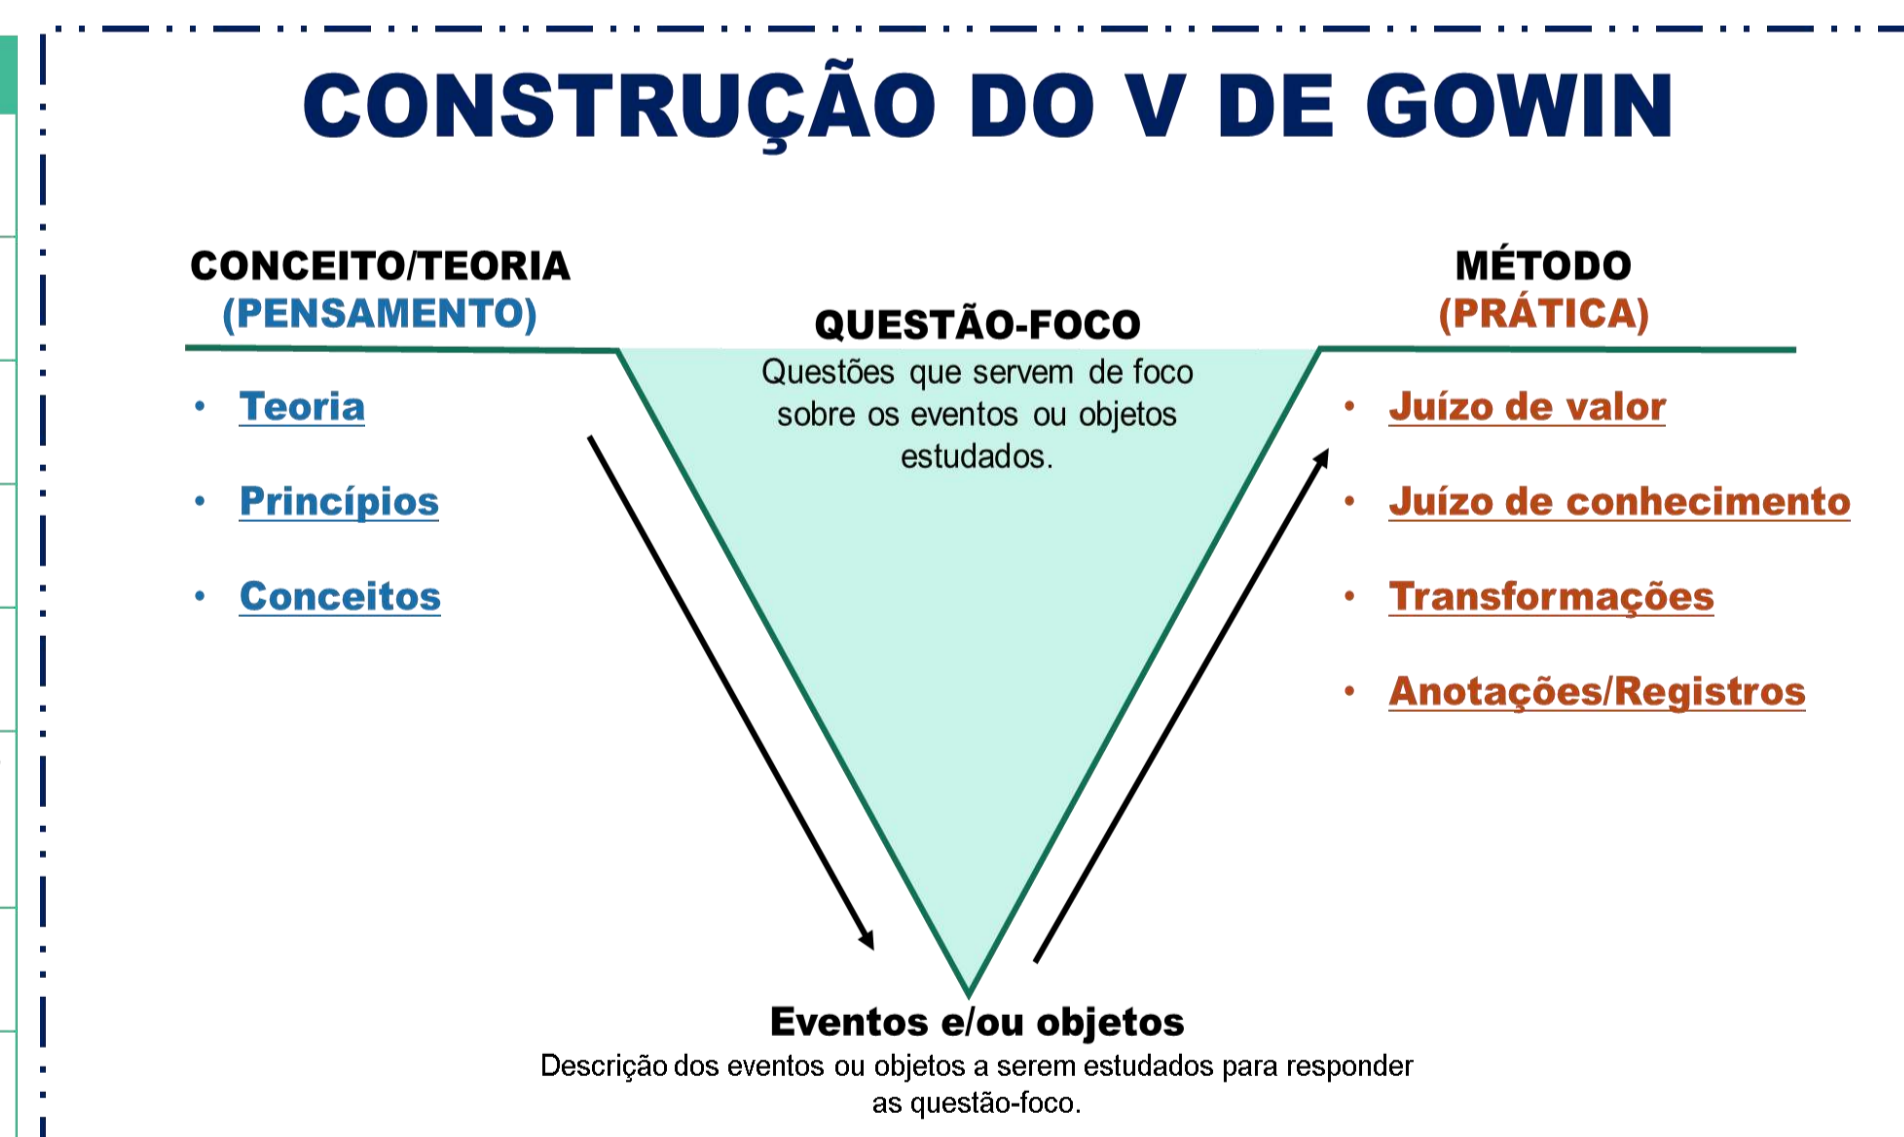 CONSTRUÇÃO DO V DE GOWIN
CONCEITO/TEORIA
(PENSAMENTO)
QUESTÃO-FOCO
Questões que servem de foco
sobre os eventos ou objetos
estudados.
MÉTODO
(PRÁTICA)
• Teoria
• Princípios
• Conceitos
• Juízo de valor
• Juízo de conhecimento
• Transformações
• Anotações/Registros
Eventos e/ou objetos
Descrição dos eventos ou objetos a serem estudados para responder
as questão-foco.